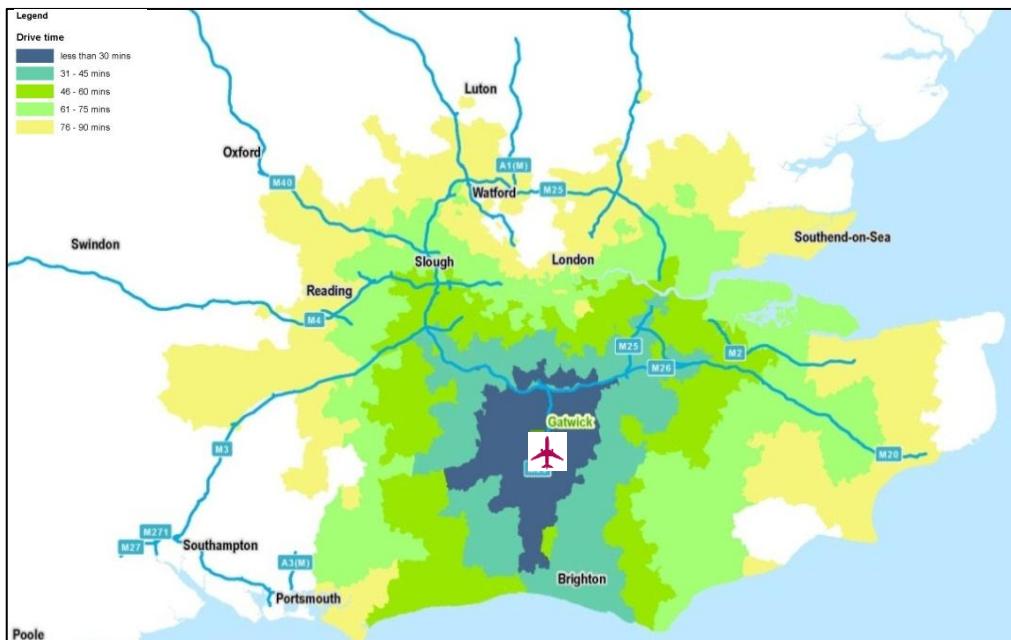 Legend
Drive time
less than 30 mins
31 - 45 mins
46 - 60 mins
61 - 75 mins
76 - 90 mins
Luton
Oxford
A1(M)
M40
Watford
M25
Swindon
Slough
London
Southend-on-Sea
Reading
M4
M25
M2
M26
Gatwick
M3
M20
M271
M27
Southampton
A3(M)
Brighton
Portsmouth
Poole